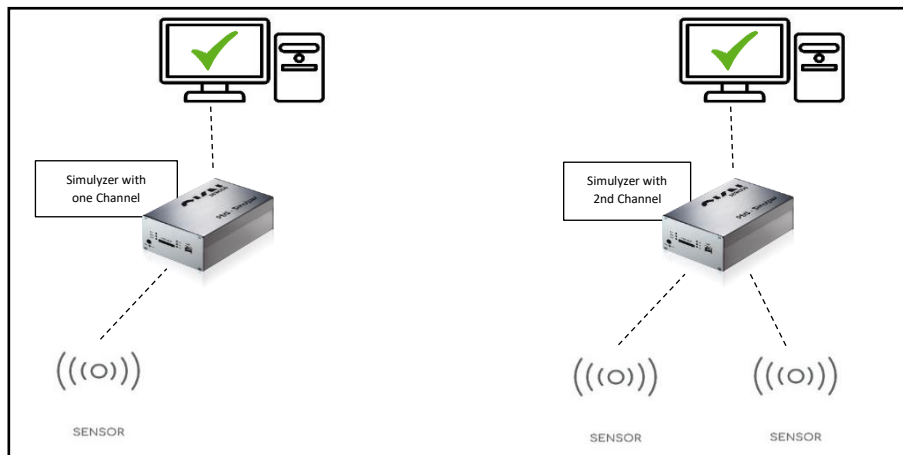 Simulyzer with
one Channel
Simulyzer with
2nd Channel
SENSOR
SENSOR
SENSOR